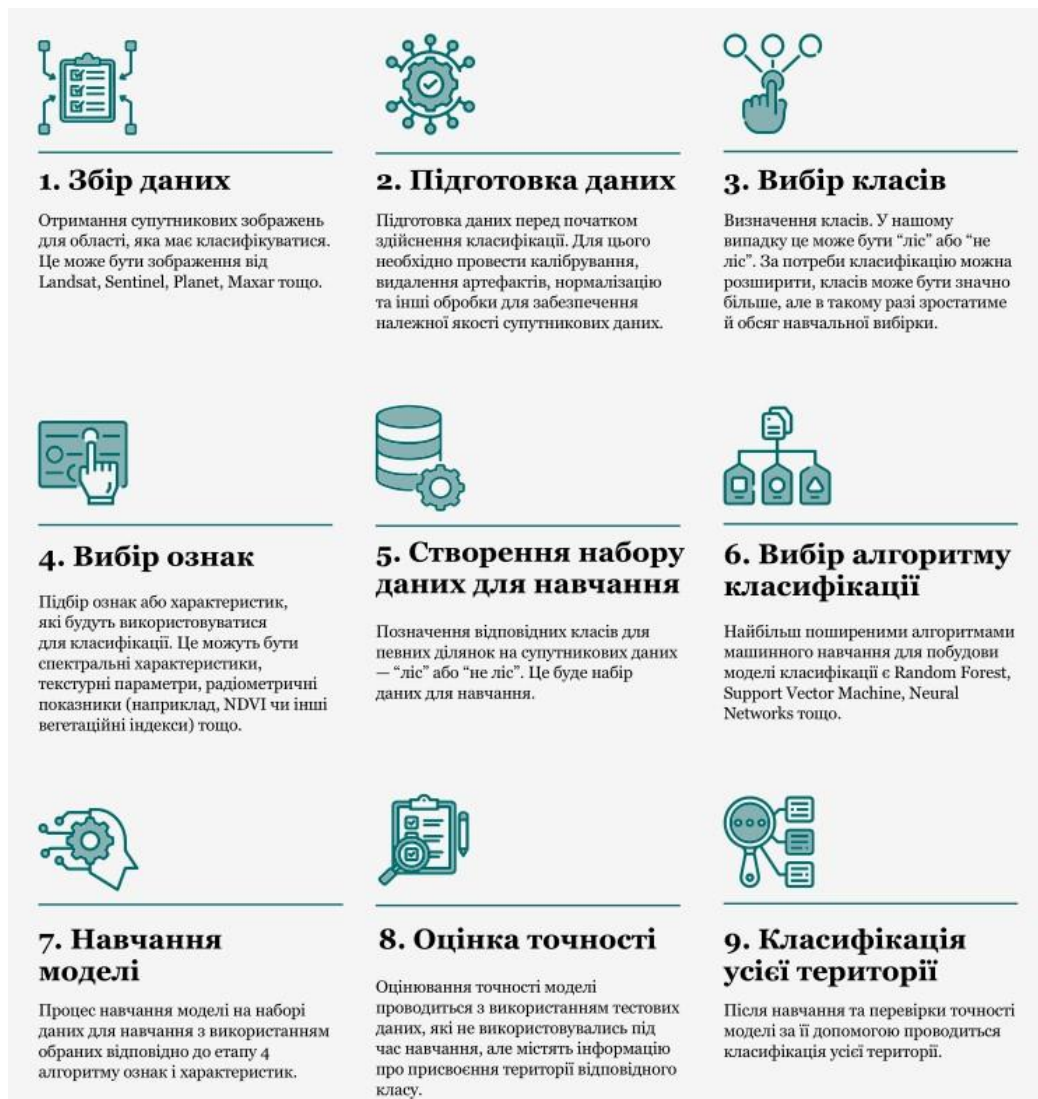 1. Збір даних
Отримання супутникових зображень
для області, яка має класифікуватися.
Це може бути зображення від
Landsat, Sentinel, Planet, Maxar тощо.
2. Підготовка даних
Підготовка даних перед початком
здійснення класифікації. Для цього
необхідно провести калібрування,
видалення артефактів, нормалізацію
та інші обробки для забезпечення
належної якості супутникових даних.
3. Вибір класів
Визначення класів. У нашому
випадку це може бути “ліс” або “не
ліс”. За потреби класифікацію можна
розширити, класів може бути значно
більше, але в такому разі зростатиме
й обсяг навчальної вибірки.
4. Вибір ознак
Підбір ознак або характеристик,
які будуть використовуватися
для класифікації. Це можуть бути
спектральні характеристики,
текстурні параметри, радіометричні
показники (наприклад, NDVI чи інші
вегетаційні індекси) тощо.
5. Створення набору
даних для навчання
Позначення відповідних класів для
певних ділянок на супутникових даних
— “ліс” або “не ліс”. Це буде набір
даних для навчання.
6. Вибір алгоритму
класифікації
Найбільш поширеними алгоритмами
машинного навчання для побудови
моделі класифікації є Random Forest,
Support Vector Machine, Neural
Networks тощо.
7. Навчання
моделі
Процес навчання моделі на наборі
даних для навчання з використанням
обраних відповідно до етапу 4
алгоритму ознак і характеристик.
8. Оцінка точності
Оцінювання точності моделі
проводиться з використанням тестових
даних, які не використовувались під
час навчання, але містять інформацію
про присвоєння території відповідного
класу.
9. Класифікація
усієї території
Після навчання та перевірки точності
моделі за її допомогою проводиться
класифікація усієї території.